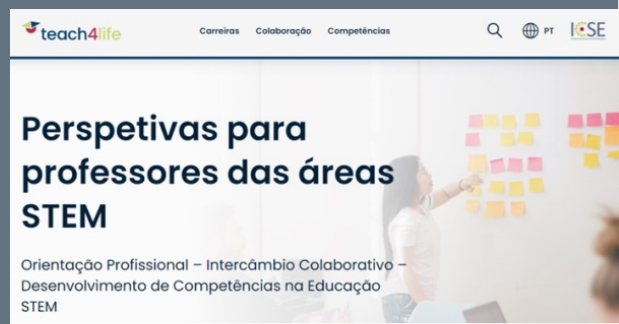 teach4life
Carreiras Colaboração Competências
PT
ICSE
Perspetivas para
professores das áreas
STEM
Orientação Profissional – Intercâmbio Colaborativo –
Desenvolvimento de Competências na Educação
STEM